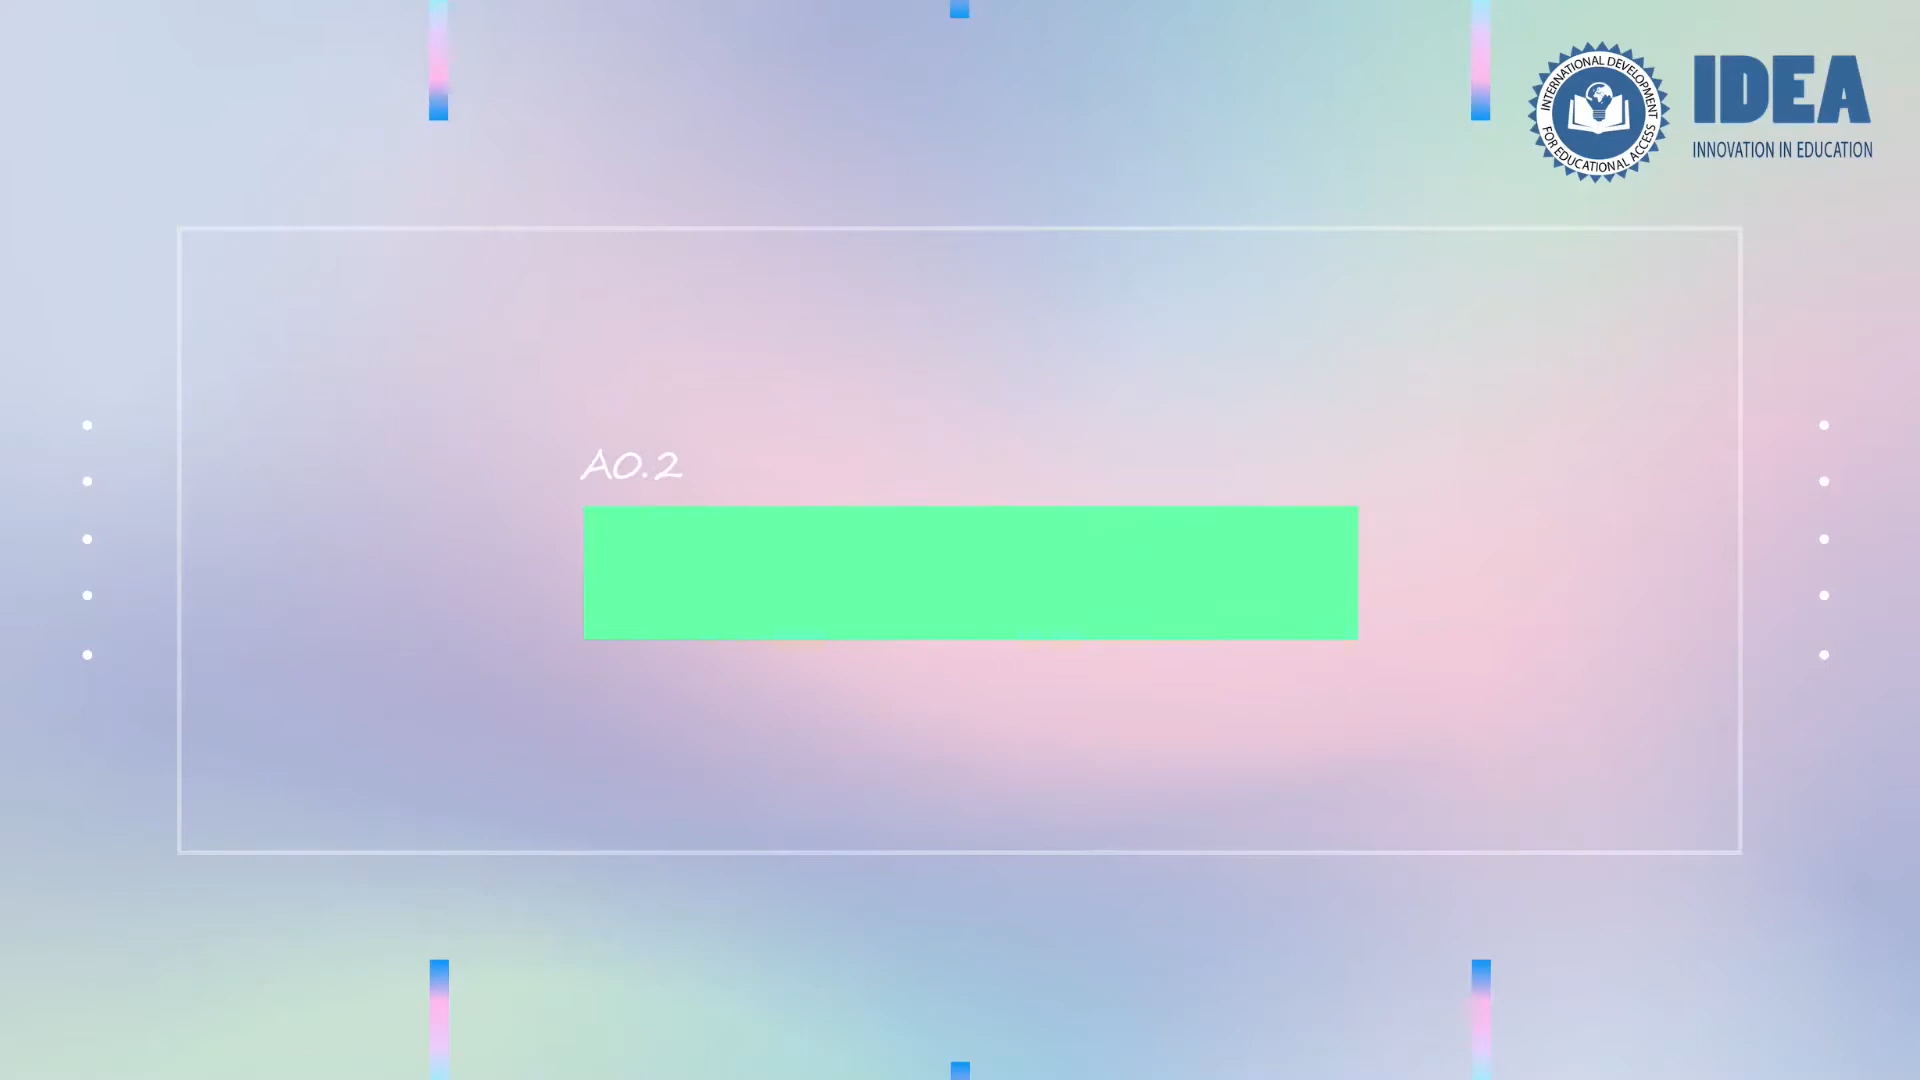 INTERNATIONAL DEVELOPMENT
FOR EDUCATIONAL ACCESS
IDEA
INNOVATION IN EDUCATION
A0.2